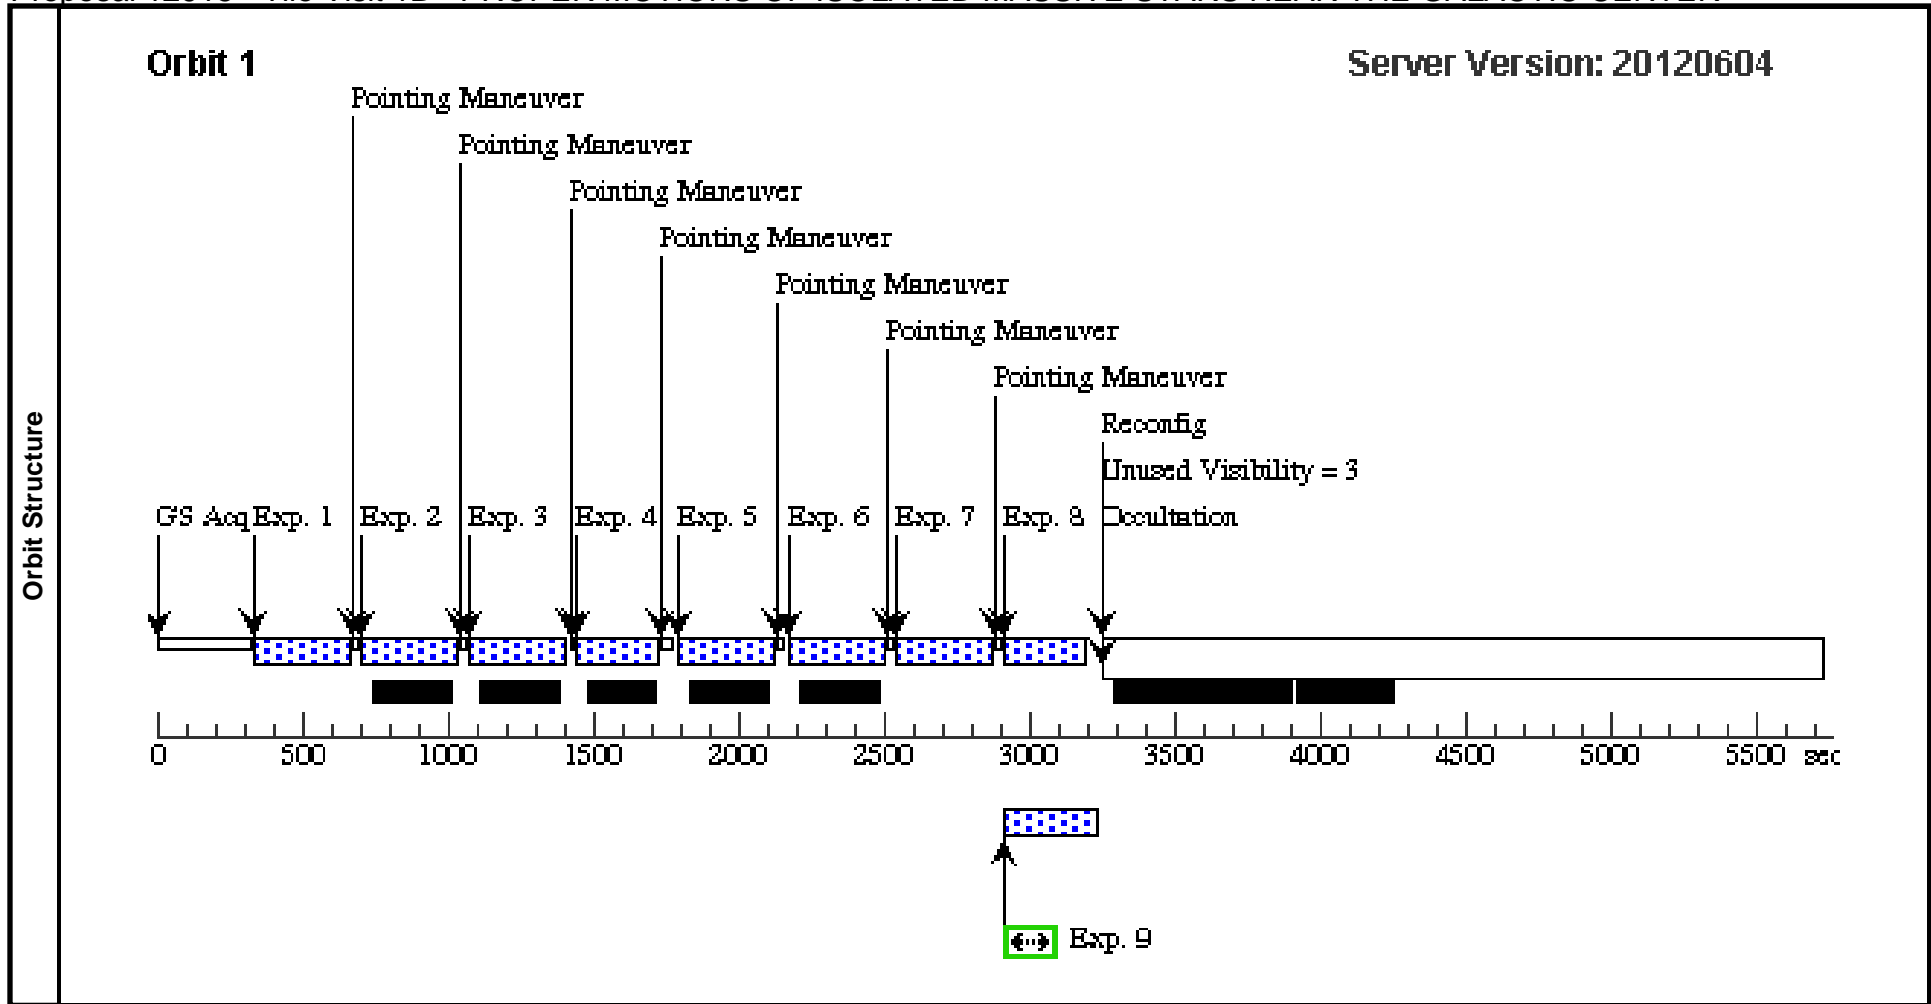 Orbit 1
Server Version: 20120604
Pointing Maneuver
Pointing Maneuver
Pointing Maneuver
Pointing Maneuver
Pointing Maneuver
Pointing Maneuver
Pointing Maneuver
Reconfig
Unused Visibility = 3
GS Acq Exp. 1 Exp. 2 Exp. 3 Exp. 4 Exp. 5 Exp. 6 Exp. 7 Exp. 8 Occultation
Orbit Structure
0 500 1000 1500 2000 2500 3000 3500 4000 4500 5000 5500 sec
Exp. 9